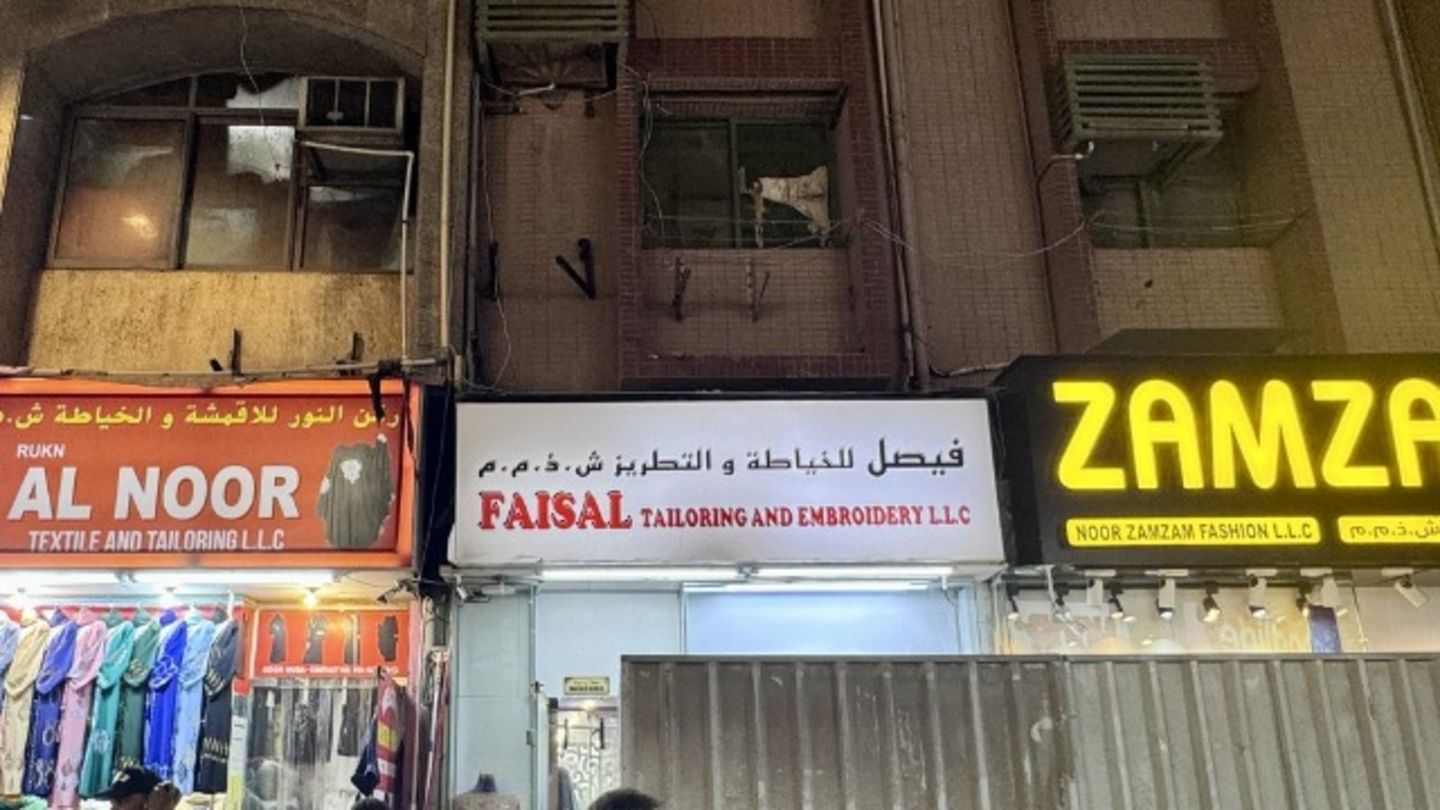 ركن النور للاقمشة و الخياطة ش.ذ
RUKN
AL NOOR
TEXTILE AND TAILORING L.L.C
فيصل للخياطة و التطريز ش.ذ.م.م
FAISAL TAILORING AND EMBROIDERY L.L.C
ZAMZA
NOOR ZAMZAM FASHION L.L.C
ش.ذ.م.م